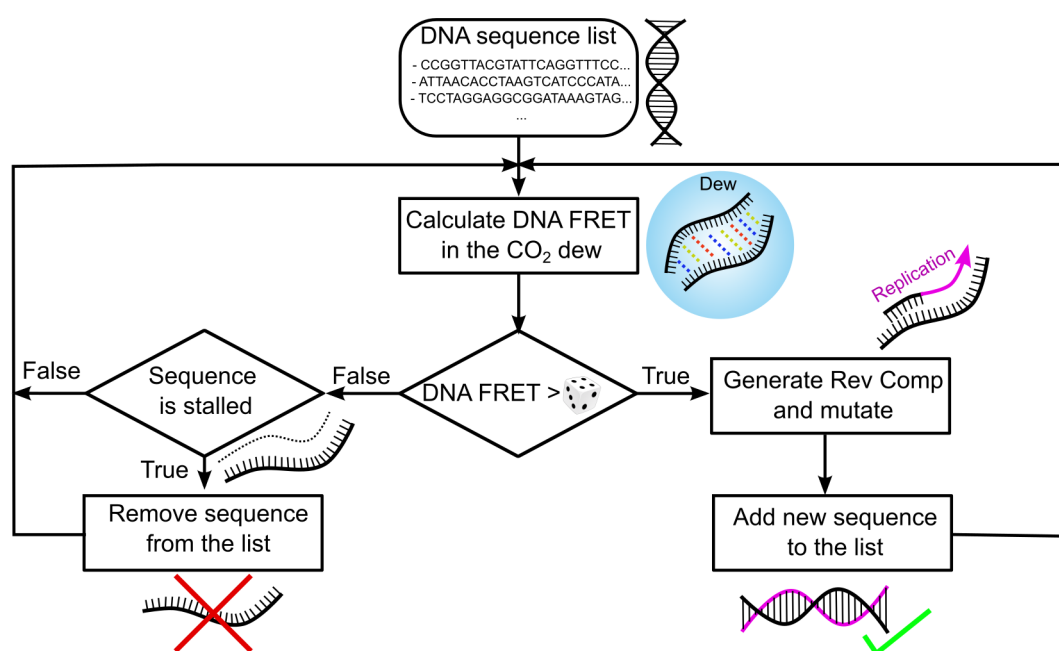 DNA sequence list
- CCGGTTACGTATTCAGGTTTCC...
- ATTAACACCTAAGTCATCCCATA...
- TCCTAGGAGGCGGATAAAGTAG...
...
Calculate DNA FRET
in the CO₂ dew
Dew
Replication
False
Sequence
is stalled
False
DNA FRET >
True
Generate Rev Comp
and mutate
True
Remove sequence
from the list
Add new sequence
to the list